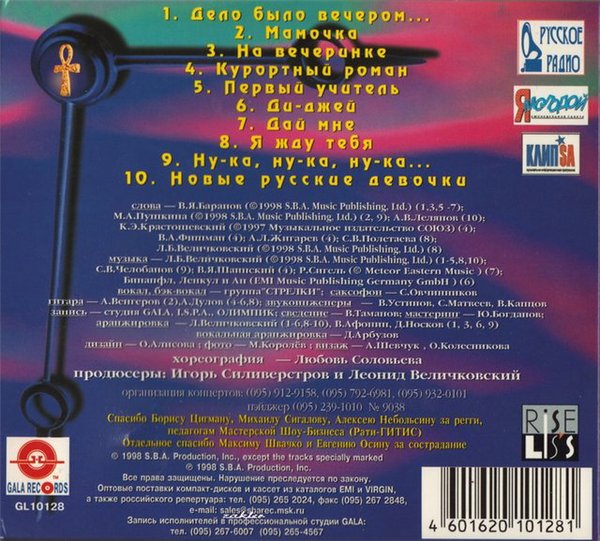 1. Дело было вечером...
2. Мамочка
3. На вечеринке
4. Курортный роман
5. Первый учитель
6. Ди-джей
7. Дай мне
8. Я жду тебя
9. Ну-ка, ну-ка, ну-ка...
10. Новые русские девочки
РУССКОЕ
РАДИО
Я молодой
КЛИПSA
слова — В.Я.Баранов (©1998 S.B.A. Music Publishing, Ltd.) (1,3,5 -7);
М.А.Пушкина (©1998 S.B.A. Music Publishing, Ltd.) (2, 9); А.В.Делянов (10);
К.Э.Крастошевский (©1997 Музыкальное издательство СОЮЗ) (4);
В.А.Фишман (4); А.Л.Жигарев (4); С.В.Полетаева (8);
Л.Б.Величковский (©1998 S.B.A. Music Publishing, Ltd.) (6)
музыка — Л.Б.Величковский (©1998 S.B.A. Music Publishing, Ltd.) (1-5,8,10);
С.В.Челобанов (9); В.Я.Шаинский (4); Р.Сигель (© Meteor Eastern Music ) (7);
Бинанфл, Денкул и Ап (EMI Music Publishing Germany GmbH ) (6)
вокал, бэк-вокал — группа"СТРЕЛКИ"; саксофон — С.Овчинников
гитара — А.Венгеров (2),А.Дулов (4-6,8); звукоинженеры — В.Устинов, С.Матвеев, В.Капцов
запись — студия GALA, I.S.P.A., ОЛИМПИК; сведение — В.Таманов; мастеринг — Ю.Богданов;
аранжировка — Л.Величковский (1-6,8-10), В.Афонин, Д.Носков (1, 3, 6, 9)
вокальная аранжировка — Д.Арбузов
дизайн — О.Алисова; фото — М.Королёв ; визаж — А.Шевчук , О.Колесникова
хореография — Любовь Соловьева
продюсеры: Игорь Силиверстров и Леонид Величковский
организация концертов: (095) 912-9158, (095) 792-6981, (095) 932-0101
пэйджер (095) 239-1010 № 9038
Спасибо Борису Цигману, Михаилу Сигалову, Алексею Небольсину за регги,
педагогам Мастерской Шоу-Бизнеса (Рати-ГИТИС)
Отдельное спасибо Максиму Швачко и Евгению Осину за сострадание
© 1998 S.B.A. Production, Inc., except the tracks specially marked
℗ 1998 S.B.A. Production, Inc.
Все права защищены. Нарушение преследуется по закону.
Оптовые поставки компакт-дисков и кассет из каталогов EMI и VIRGIN,
а также российского репертуара: тел. (095) 265 2024, факс (095) 267 2848,
e-mail: sales@sbarec.msk.ru
Запись исполнителей в профессиональной студии GALA:
тел. (095) 267-6007 (095) 265-4567
GALA RECORDS
GL10128
RISE
LISS
4 601620 101281